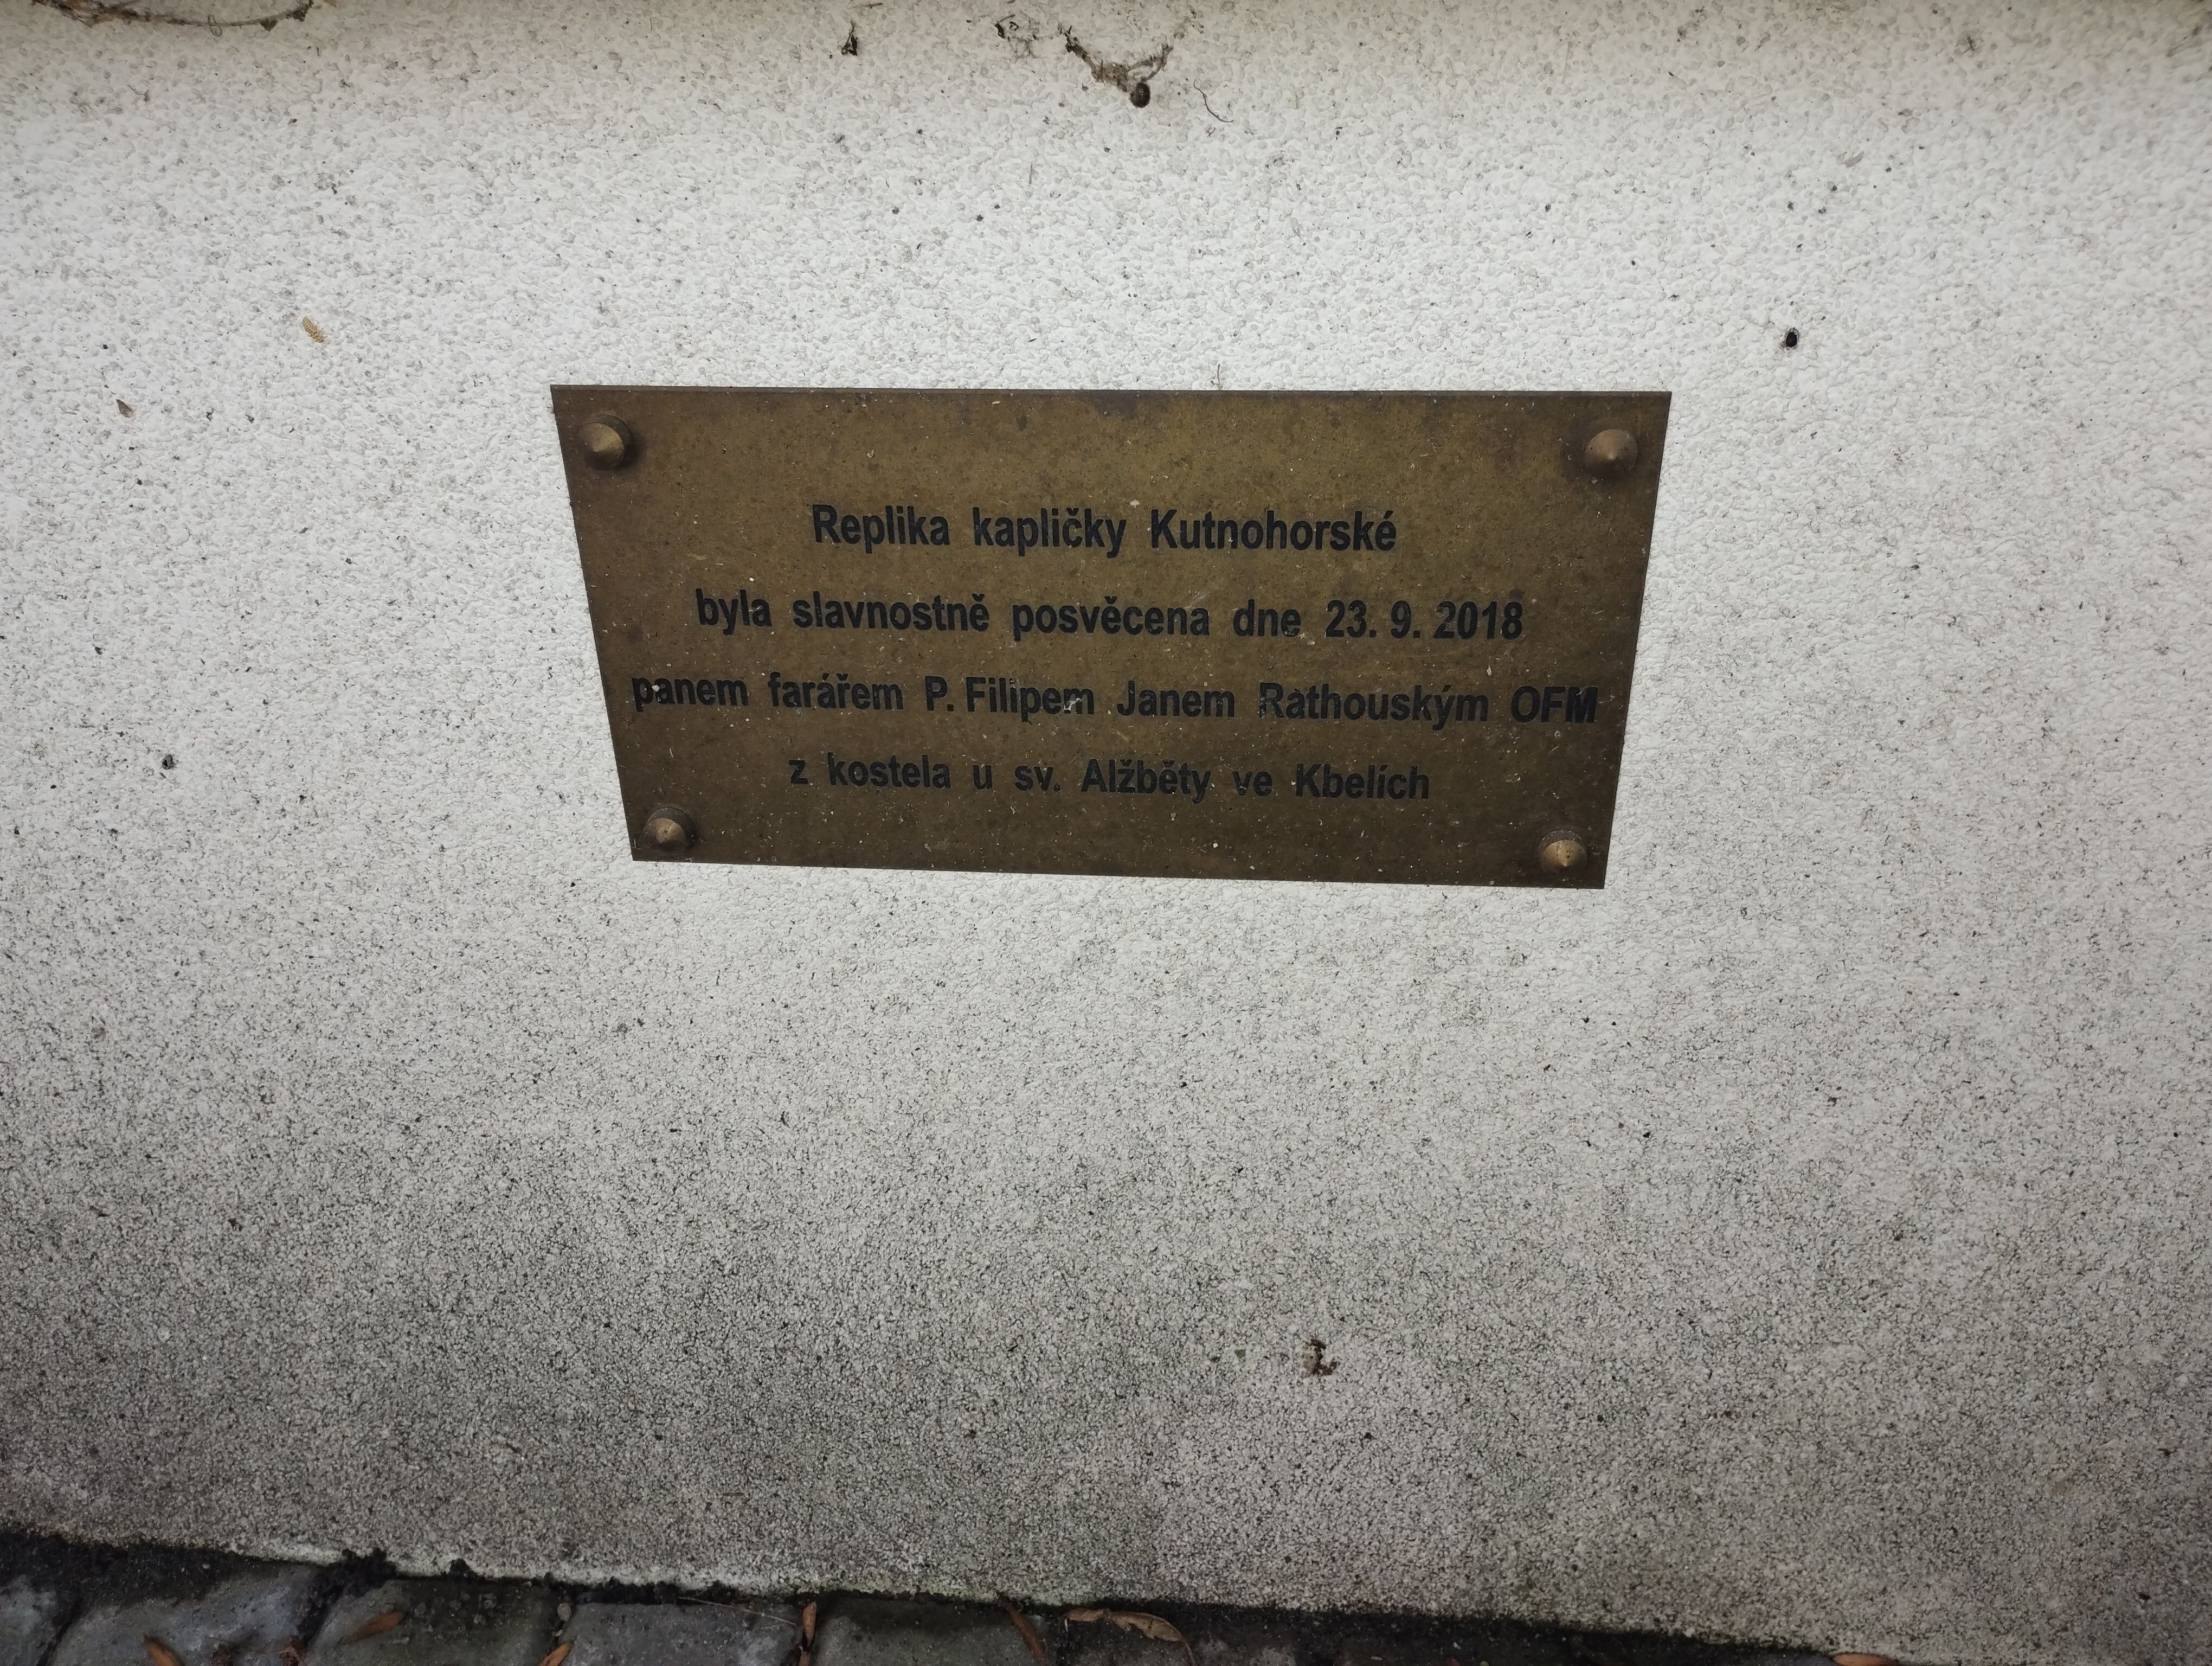 Replika kapličky Kutnohorské
byla slavnostně posvěcena dne 23. 9. 2018
panem farářem P. Filipem Janem Rathouským OFM
z kostela u sv. Alžběty ve Kbelích